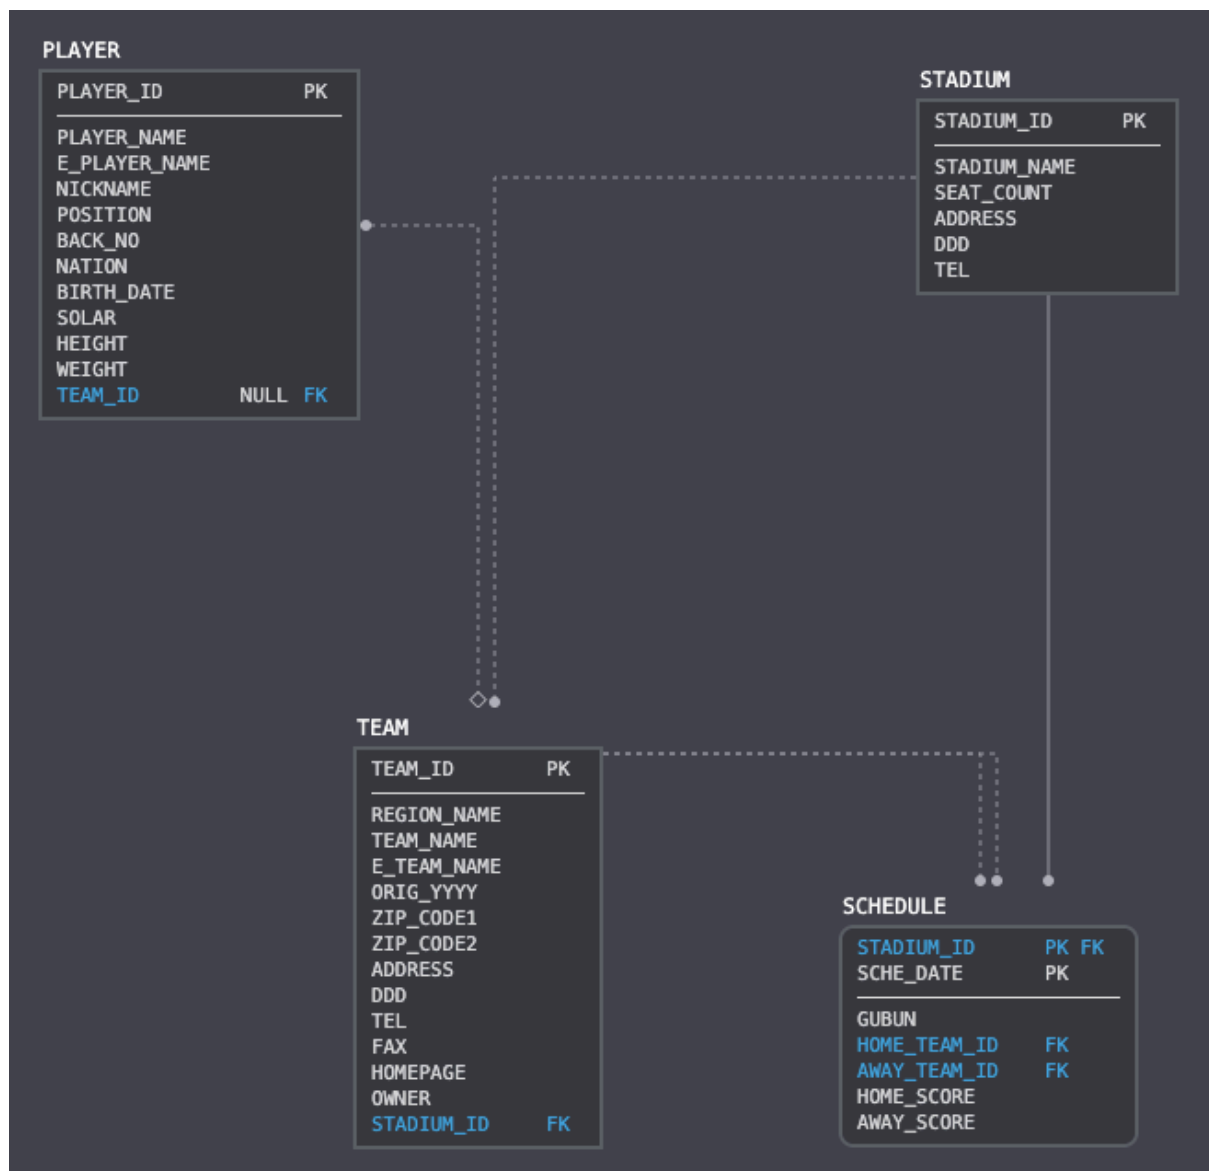 PLAYER
PLAYER_ID PK
PLAYER_NAME
E_PLAYER_NAME
NICKNAME
POSITION
BACK_NO
NATION
BIRTH_DATE
SOLAR
HEIGHT
WEIGHT
TEAM_ID NULL FK
STADIUM
STADIUM_ID PK
STADIUM_NAME
SEAT_COUNT
ADDRESS
DDD
TEL
TEAM
TEAM_ID PK
REGION_NAME
TEAM_NAME
E_TEAM_NAME
ORIG_YYYY
ZIP_CODE1
ZIP_CODE2
ADDRESS
DDD
TEL
FAX
HOMEPAGE
OWNER
STADIUM_ID FK
SCHEDULE
STADIUM_ID PK FK
SCHE_DATE PK
GUBUN
HOME_TEAM_ID FK
AWAY_TEAM_ID FK
HOME_SCORE
AWAY_SCORE